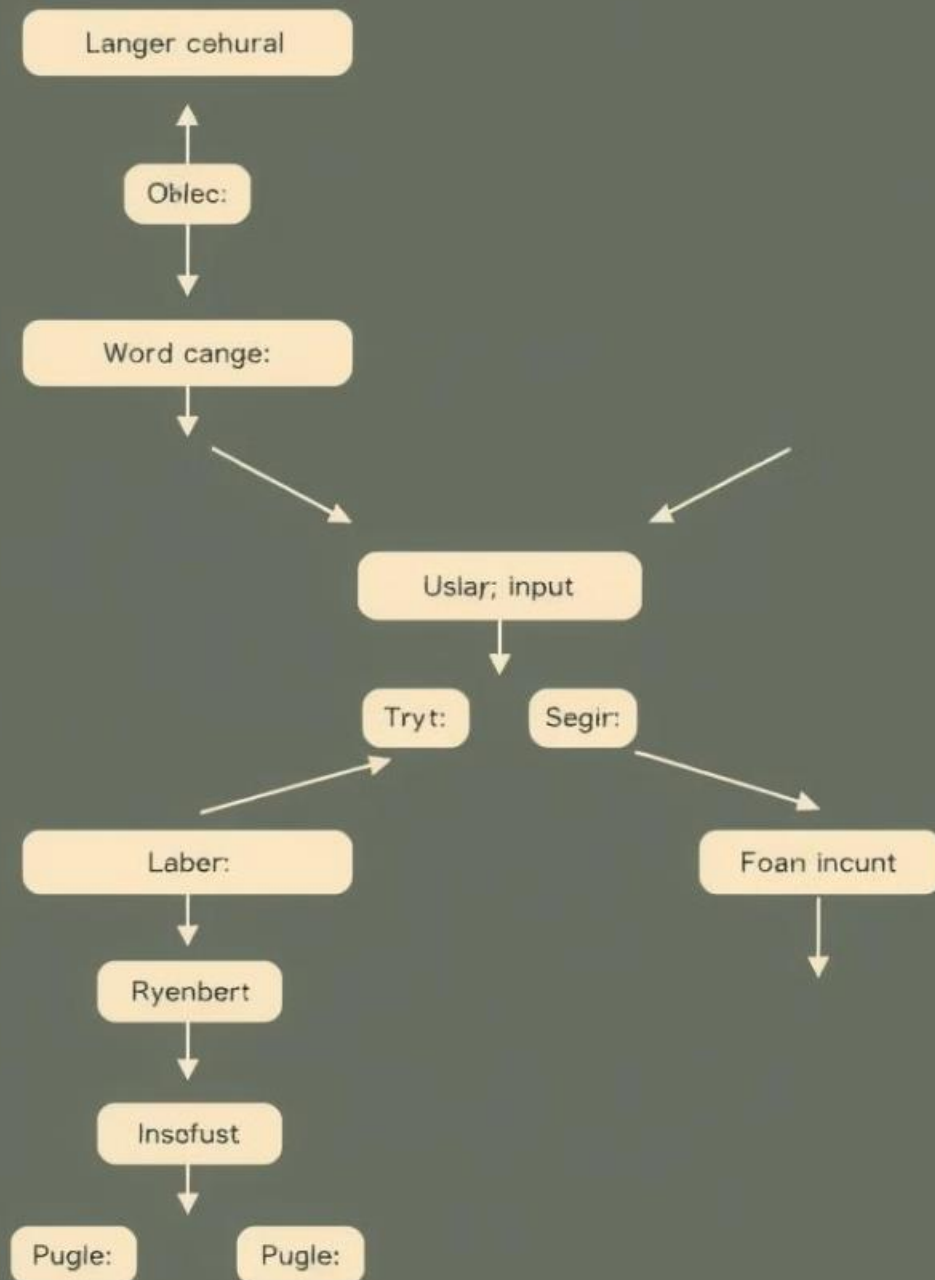 Langer cehural
Oblec:
Word cange:
Uslar; input
Tryt:
Segir:
Laber:
Foan incunt
Ryenbert
Insofust
Pugle:
Pugle: